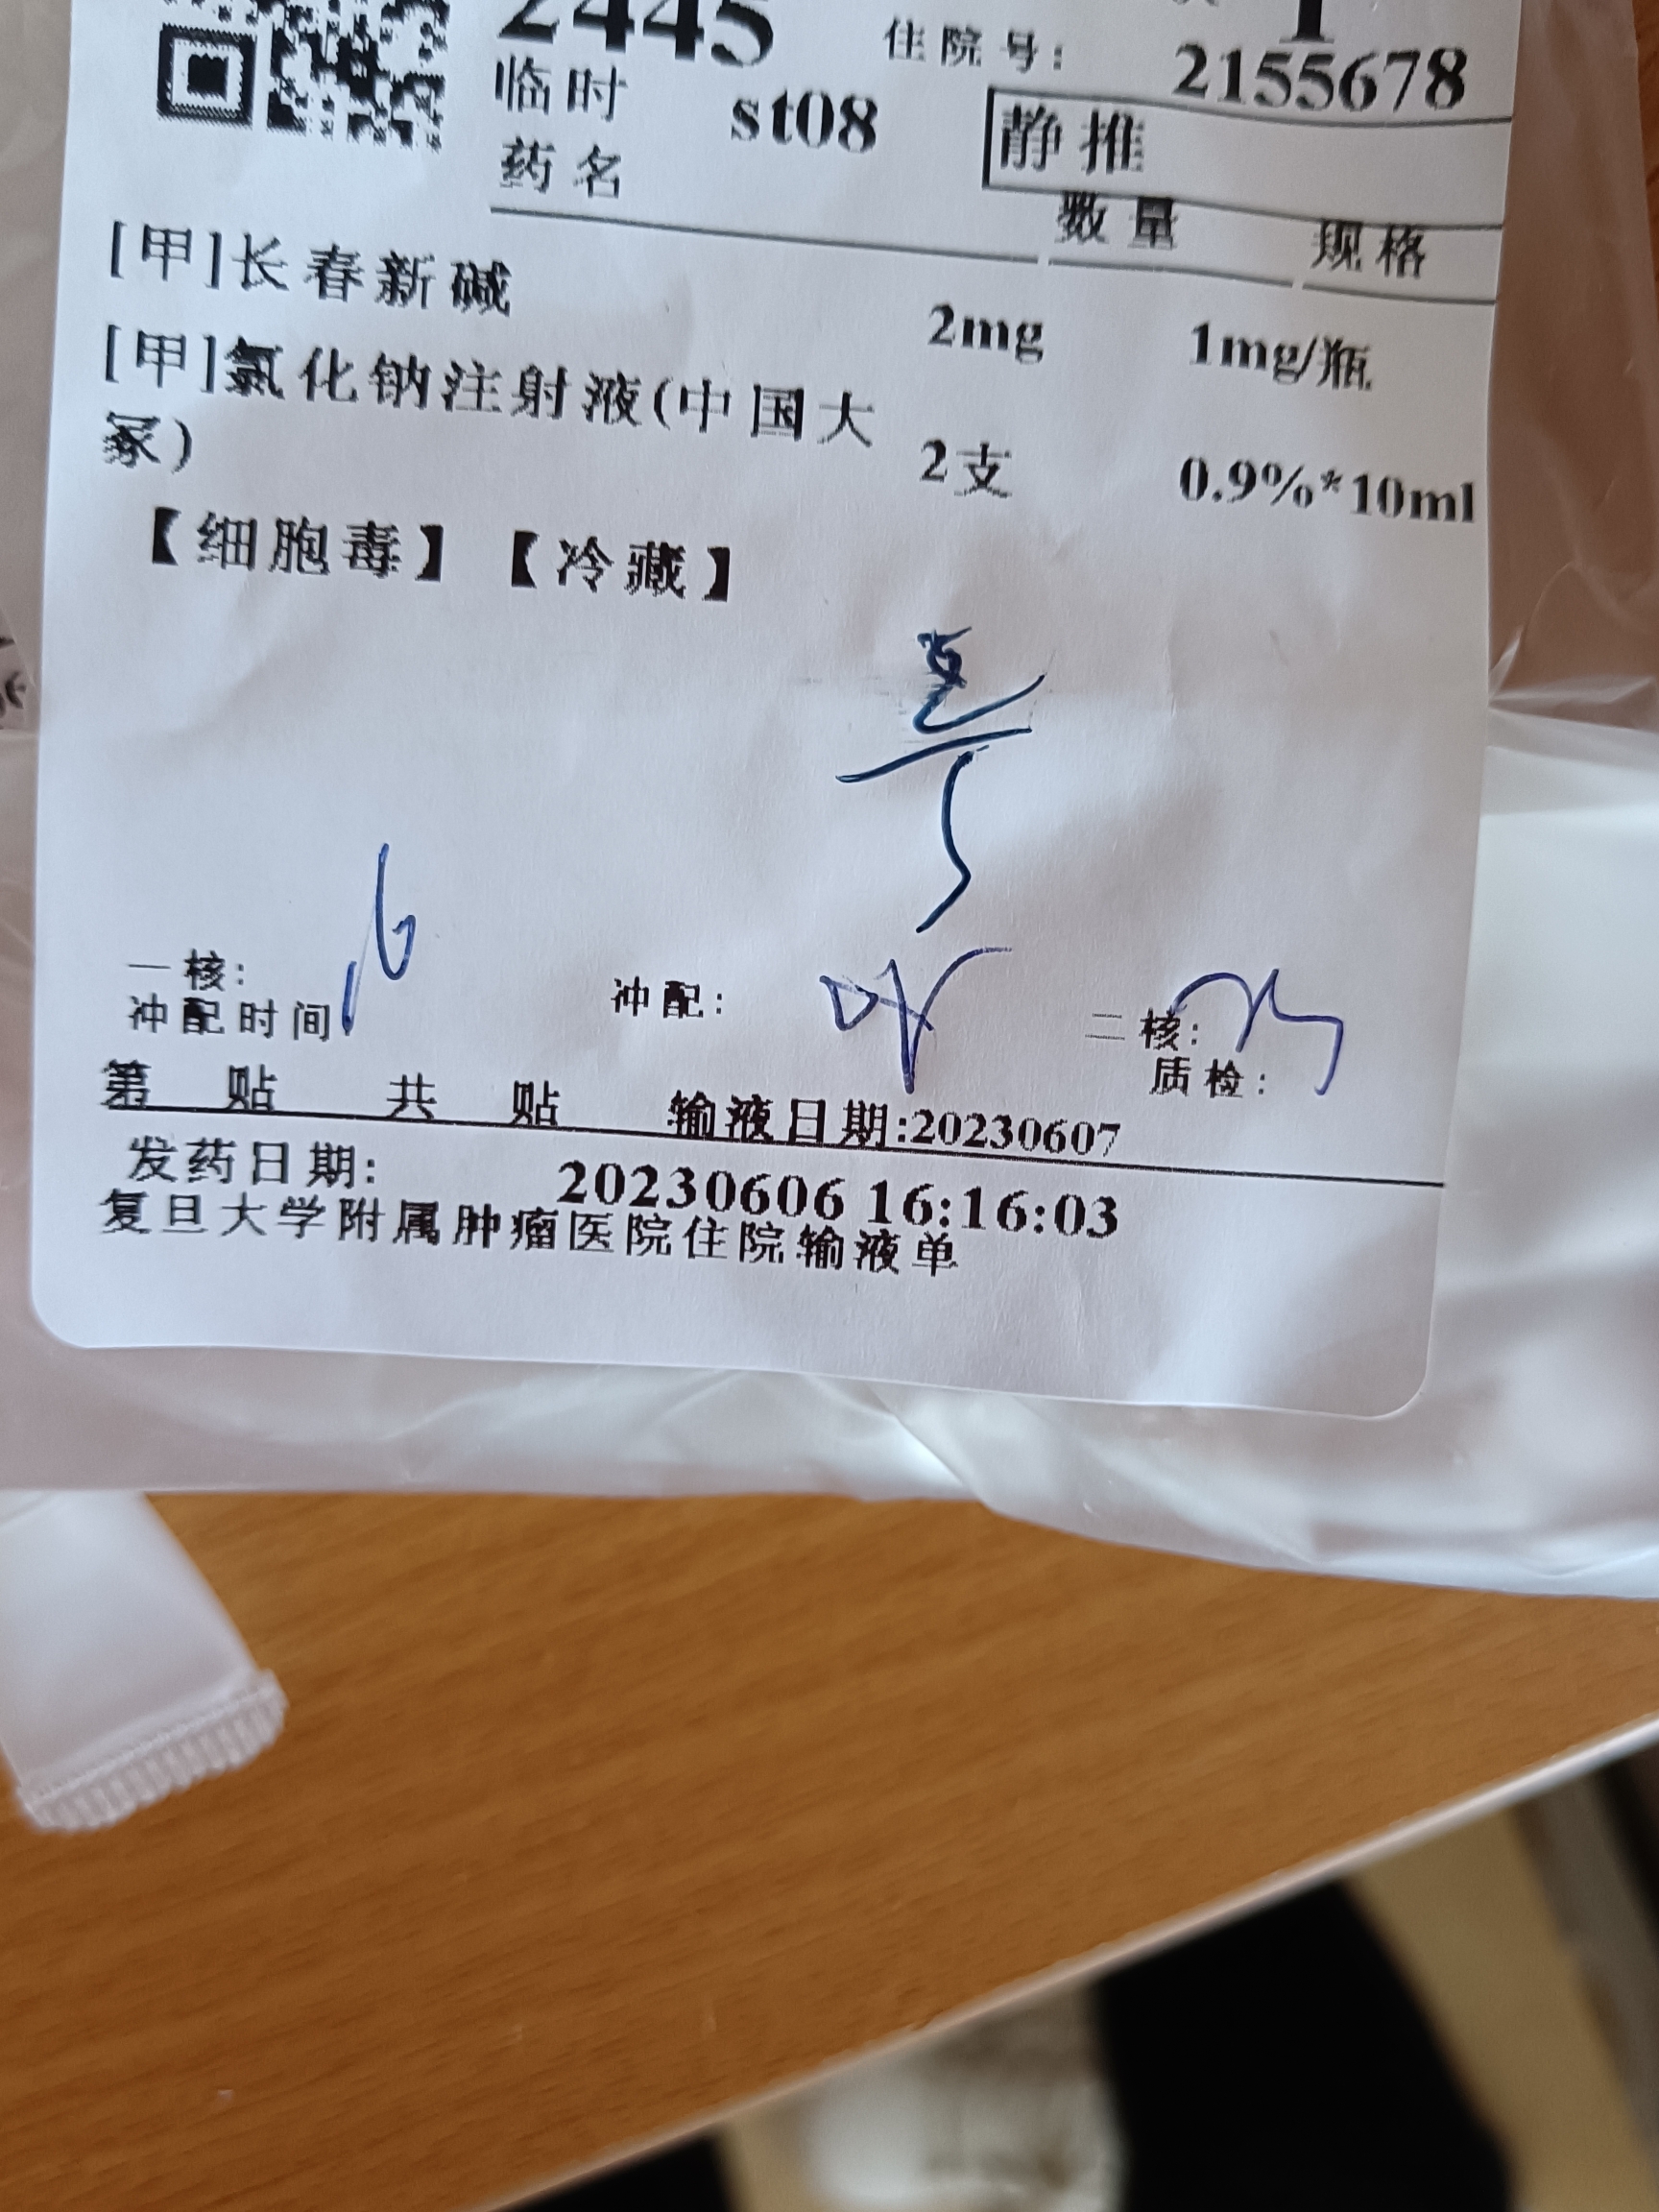 2445 住院号: 2155678
临时 st08 静推
药名 数量 规格
[甲]长春新碱 2mg 1mg/瓶
[甲]氯化钠注射液(中国大
冢) 2支 0.9%*10ml
【细胞毒】【冷藏】
一核: 冲配: 二核:
冲配时间 质检:
第 贴 共 贴 输液日期:20230607
发药日期: 20230606 16:16:03
复旦大学附属肿瘤医院住院输液单